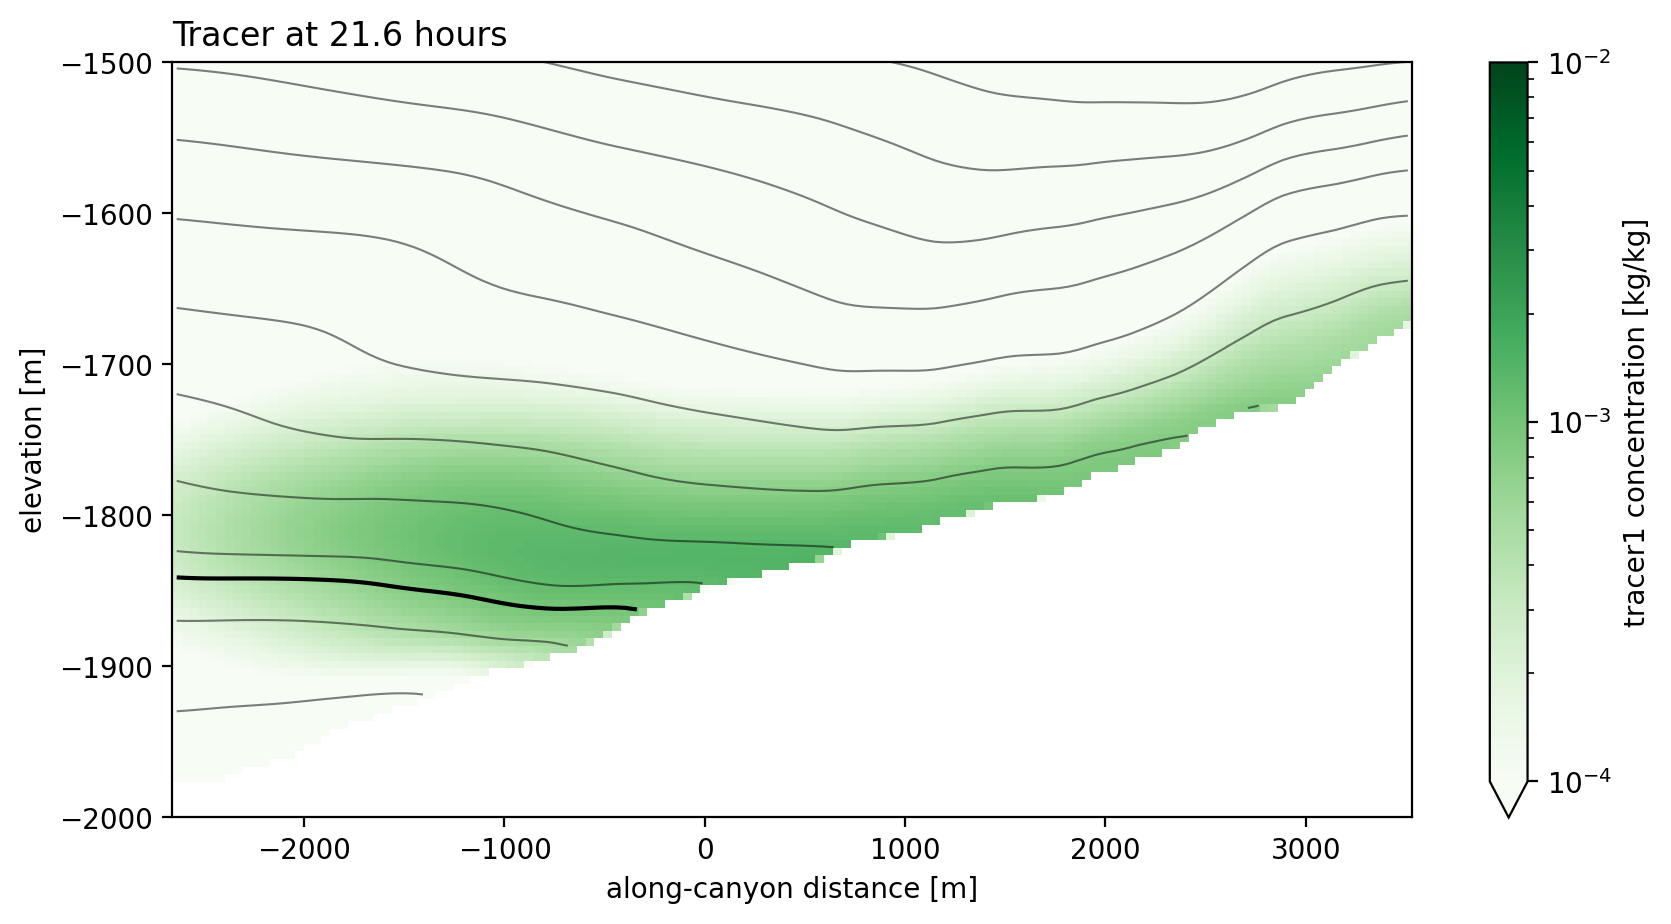 Tracer at 21.6 hours
−1500
−1600
−1700
−1800
−1900
−2000
elevation [m]
−2000 −1000 0 1000 2000 3000
along-canyon distance [m]
10⁻²
10⁻³
10⁻⁴
tracer1 concentration [kg/kg]